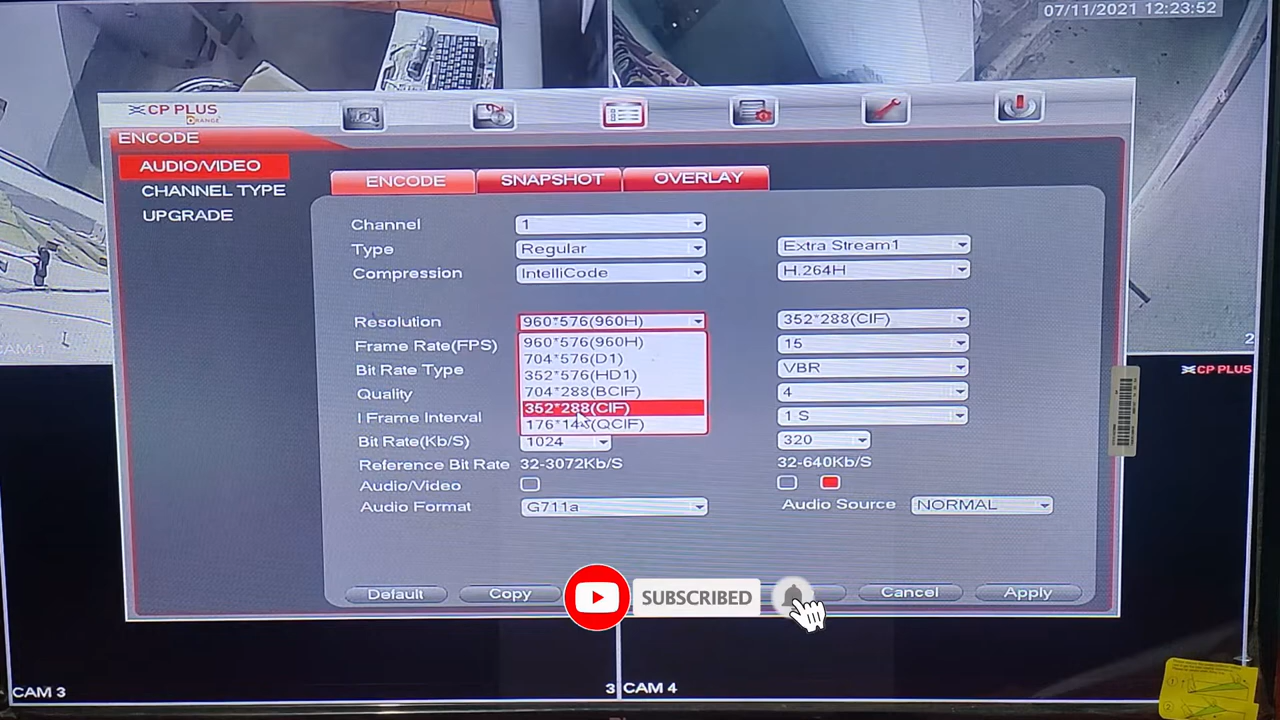 07/11/2021 12:23:52
CP PLUS
ORANGE
ENCODE
AUDIO/VIDEO
CHANNEL TYPE
UPGRADE
ENCODE SNAPSHOT OVERLAY
Channel 1
Type Regular Extra Stream1
Compression IntelliCode H.264H
Resolution 960*576(960H) 352*288(CIF)
Frame Rate(FPS) 960*576(960H) 15
704*576(D1)
Bit Rate Type 352*576(HD1) VBR
Quality 704*288(BCIF) 4
352*288(CIF)
I Frame Interval 176*144(QCIF) 1 S
Bit Rate(Kb/S) 1024 320
Reference Bit Rate 32-3072Kb/S 32-640Kb/S
Audio/Video
Audio Format G711a Audio Source NORMAL
Default Copy Cancel Apply
SUBSCRIBED
CAM 1
2
CP PLUS
CAM 3
3 CAM 4